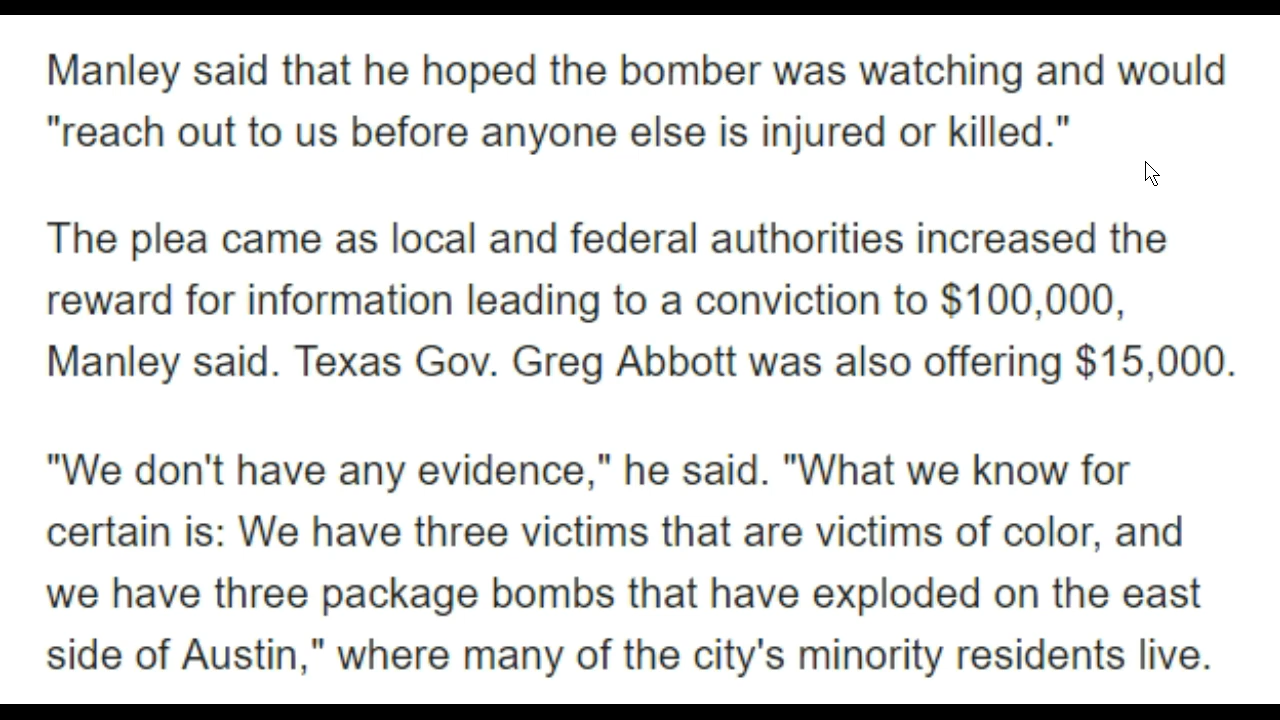 Manley said that he hoped the bomber was watching and would
"reach out to us before anyone else is injured or killed."
The plea came as local and federal authorities increased the
reward for information leading to a conviction to $100,000,
Manley said. Texas Gov. Greg Abbott was also offering $15,000.
"We don't have any evidence," he said. "What we know for
certain is: We have three victims that are victims of color, and
we have three package bombs that have exploded on the east
side of Austin," where many of the city's minority residents live.